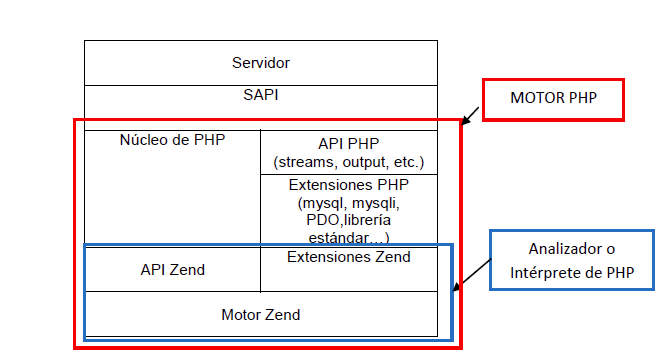 Servidor
SAPI
MOTOR PHP
Núcleo de PHP
API PHP
(streams, output, etc.)
Extensiones PHP
(mysql, mysqli,
PDO,librería
estándar…)
API Zend
Extensiones Zend
Analizador o
Intérprete de PHP
Motor Zend